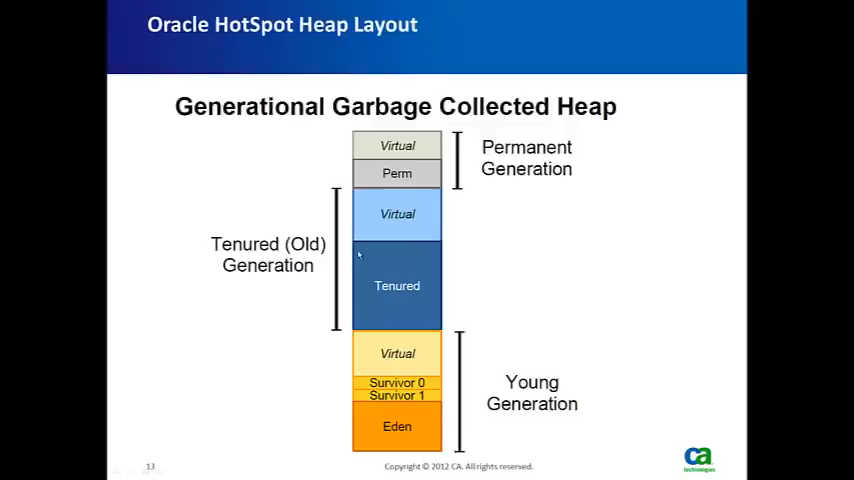 Oracle HotSpot Heap Layout
Generational Garbage Collected Heap
Virtual
Perm
Permanent
Generation
Virtual
Tenured (Old)
Generation
Tenured
Virtual
Survivor 0
Survivor 1
Eden
Young
Generation
13
Copyright © 2012 CA. All rights reserved.
ca
technologies